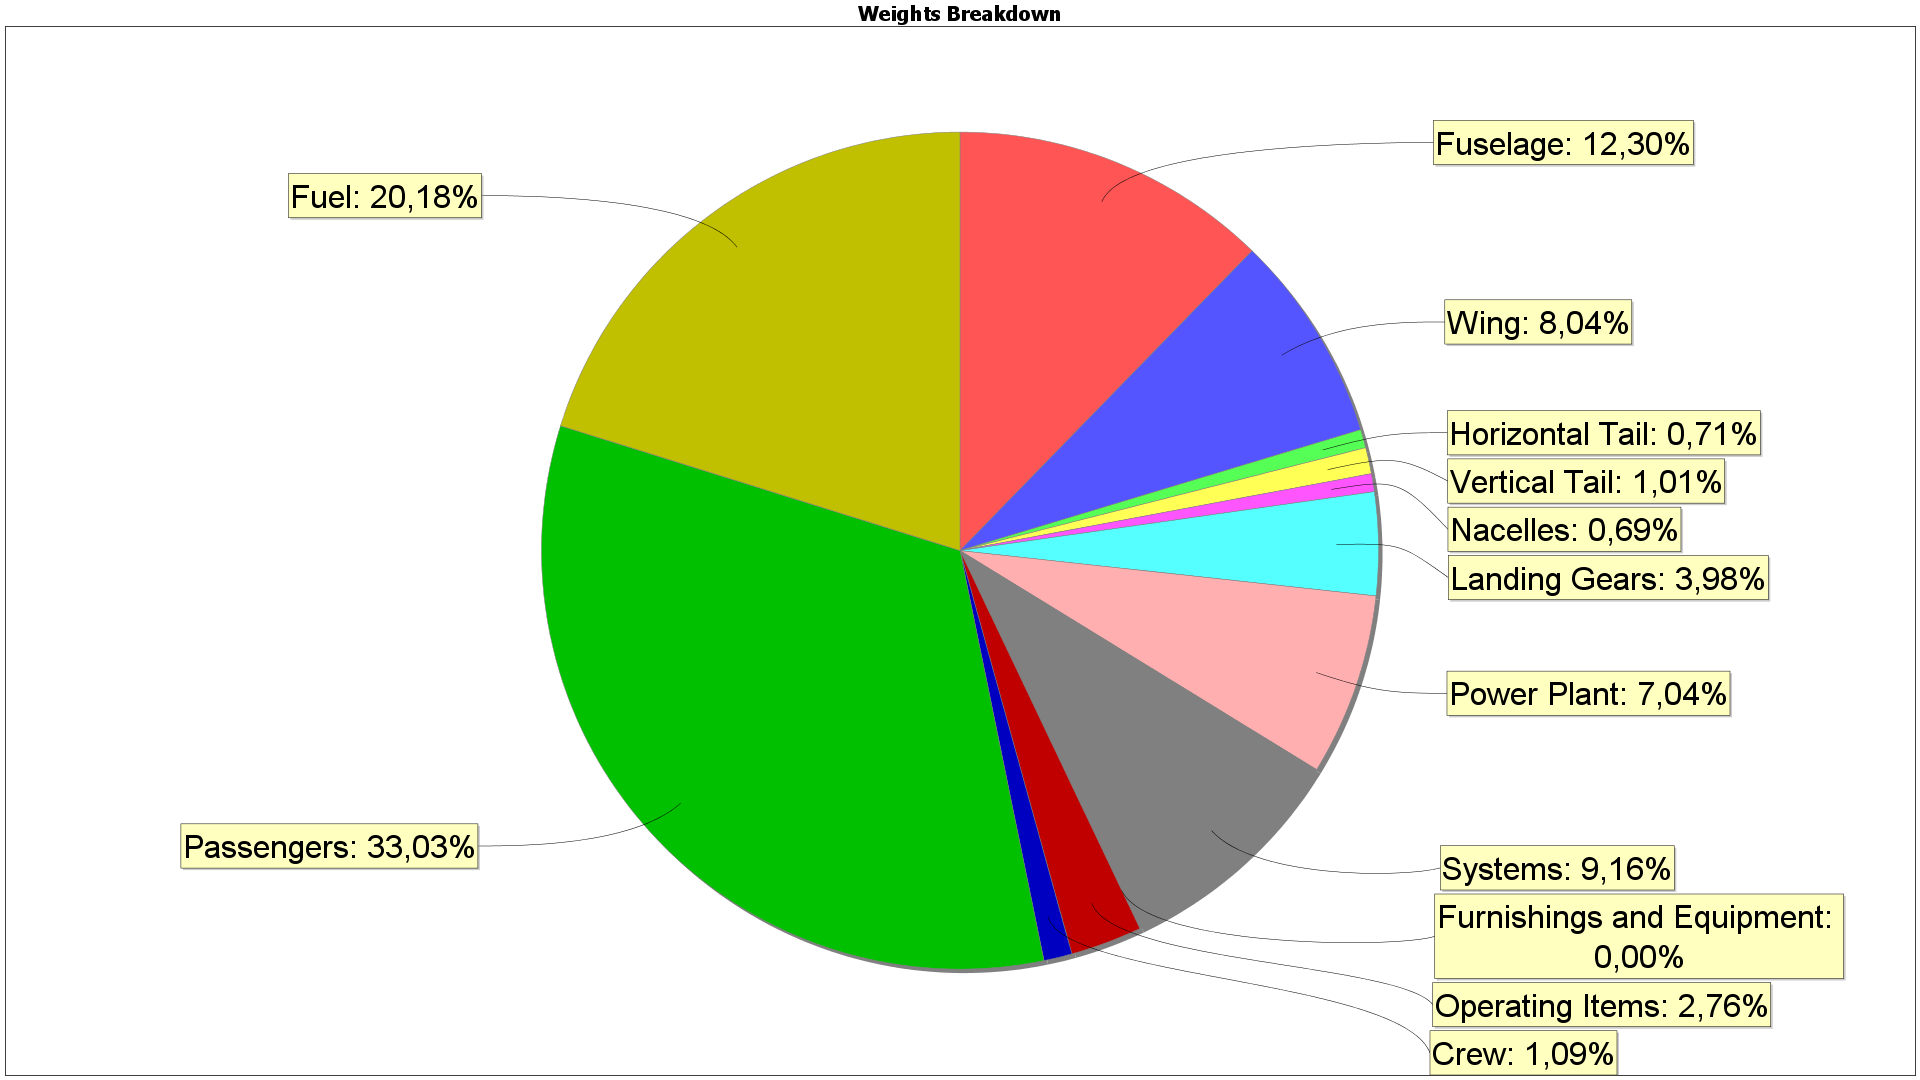 Weights Breakdown
Fuselage: 12,30%
Fuel: 20,18%
Wing: 8,04%
Horizontal Tail: 0,71%
Vertical Tail: 1,01%
Nacelles: 0,69%
Landing Gears: 3,98%
Power Plant: 7,04%
Passengers: 33,03%
Systems: 9,16%
Furnishings and Equipment:
0,00%
Operating Items: 2,76%
Crew: 1,09%